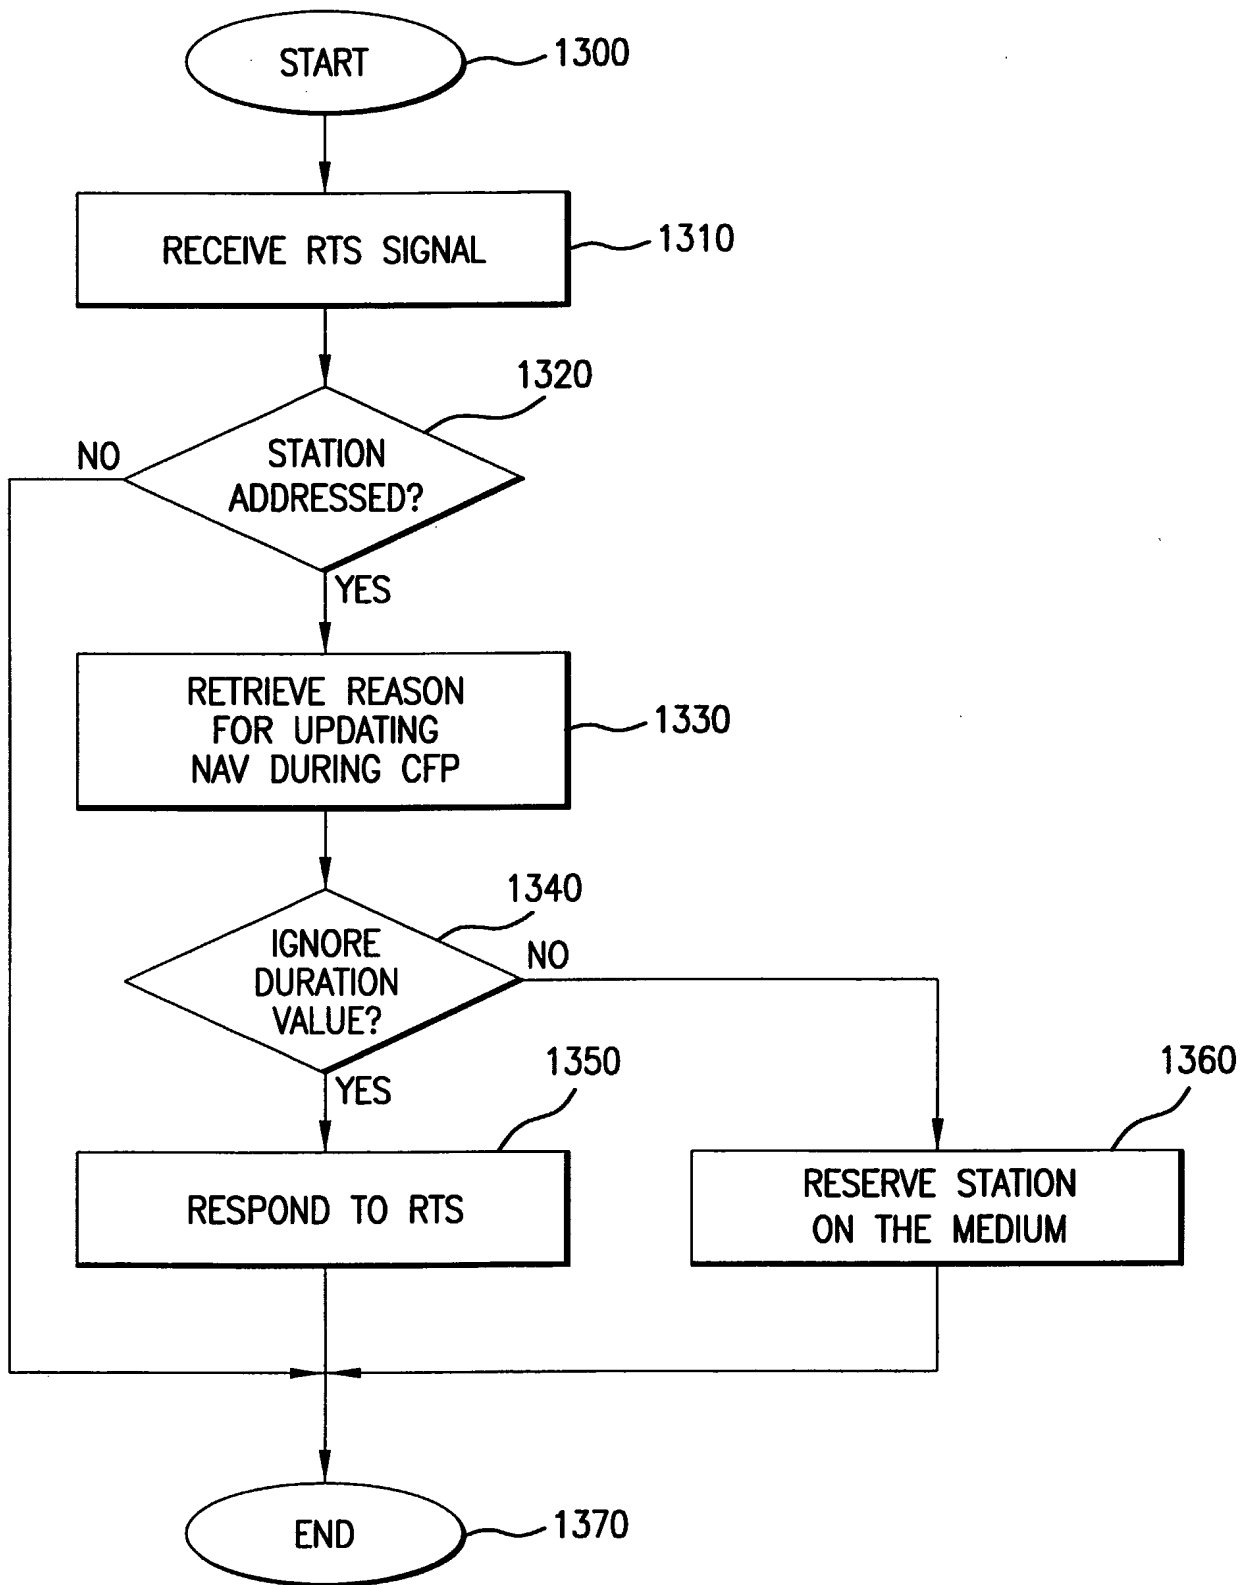 START
1300
RECEIVE RTS SIGNAL
1310
1320
STATION
ADDRESSED?
NO
YES
RETRIEVE REASON
FOR UPDATING
NAV DURING CFP
1330
1340
IGNORE
DURATION
VALUE?
NO
YES
1350
RESPOND TO RTS
1360
RESERVE STATION
ON THE MEDIUM
END
1370